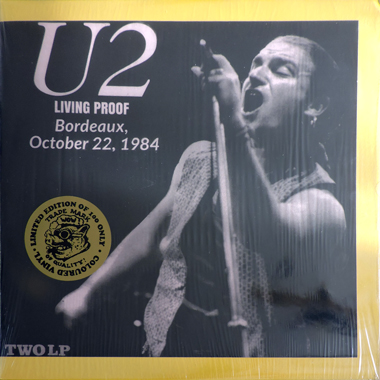 U2
LIVING PROOF
Bordeaux,
October 22, 1984
LIMITED EDITION OF 100 ONLY
TRADE MARK
OF QUALITY!
• COLOURED VINYL •
TWO LP